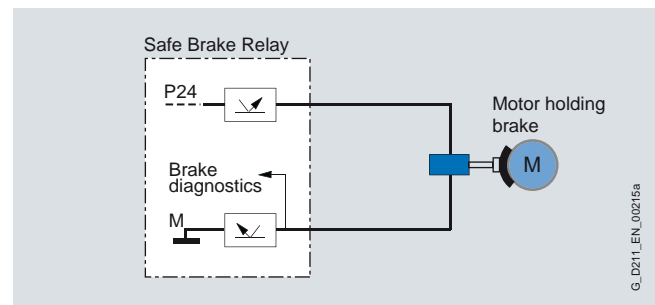 Safe Brake Relay
P24
Motor holding
brake
M
Brake
diagnostics
M
G_D211_EN_00215a